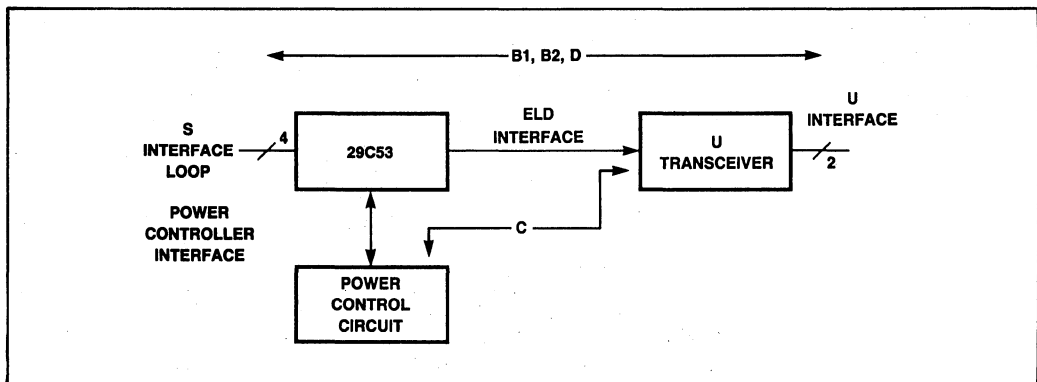 B1, B2, D
S
INTERFACE
LOOP
4
29C53
ELD
INTERFACE
U
TRANSCEIVER
U
INTERFACE
2
POWER
CONTROLLER
INTERFACE
C
POWER
CONTROL
CIRCUIT